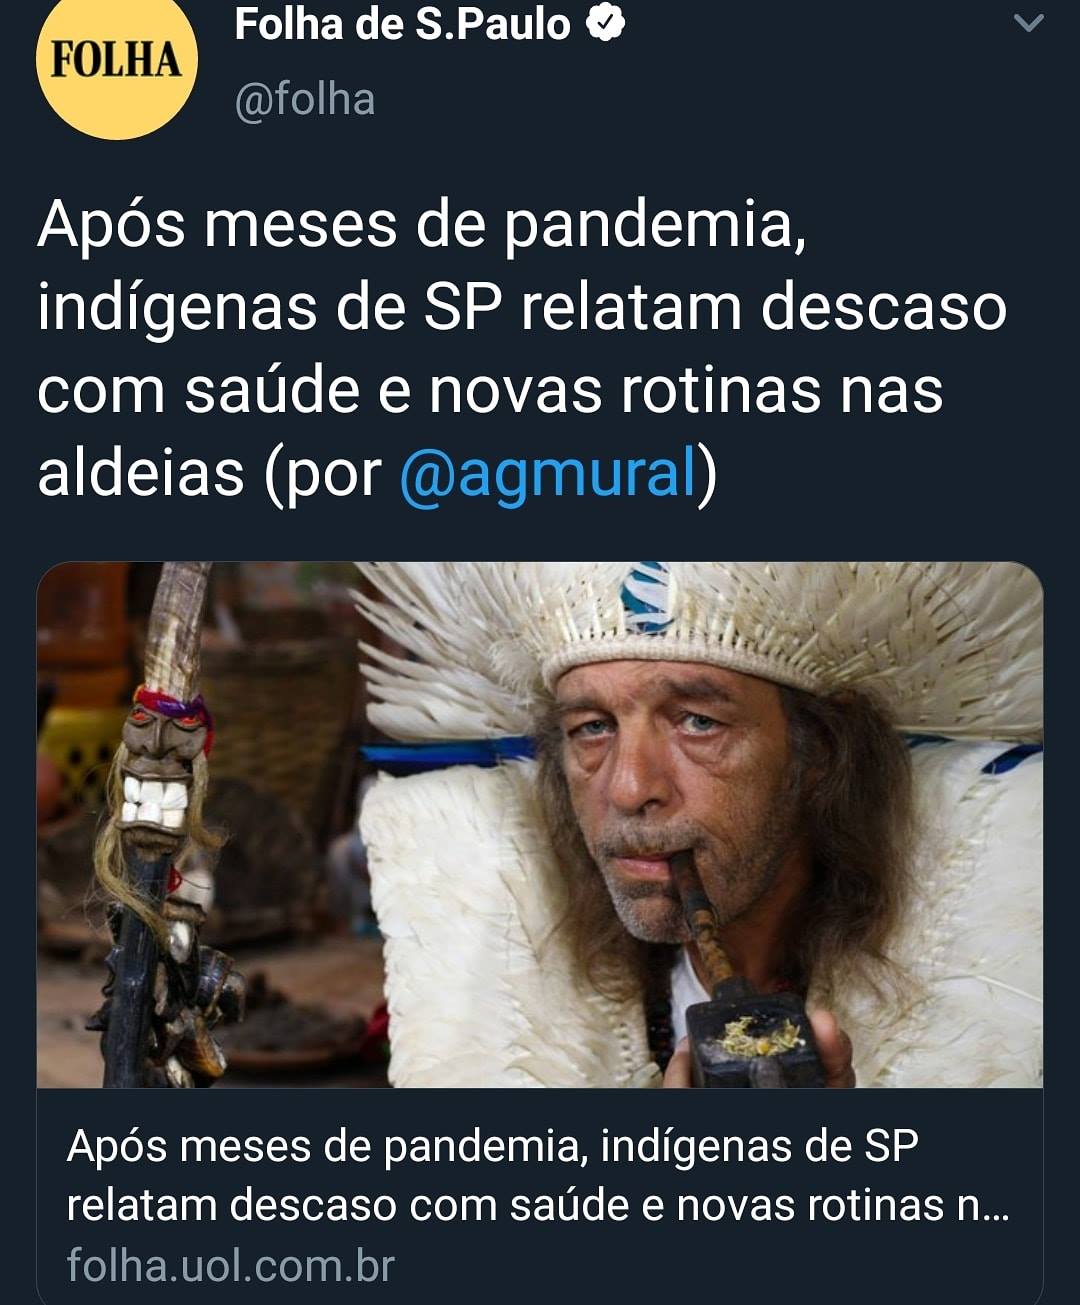 FOLHA
Folha de S.Paulo
@folha
Após meses de pandemia,
indígenas de SP relatam descaso
com saúde e novas rotinas nas
aldeias (por @agmural)
Após meses de pandemia, indígenas de SP
relatam descaso com saúde e novas rotinas n...
folha.uol.com.br